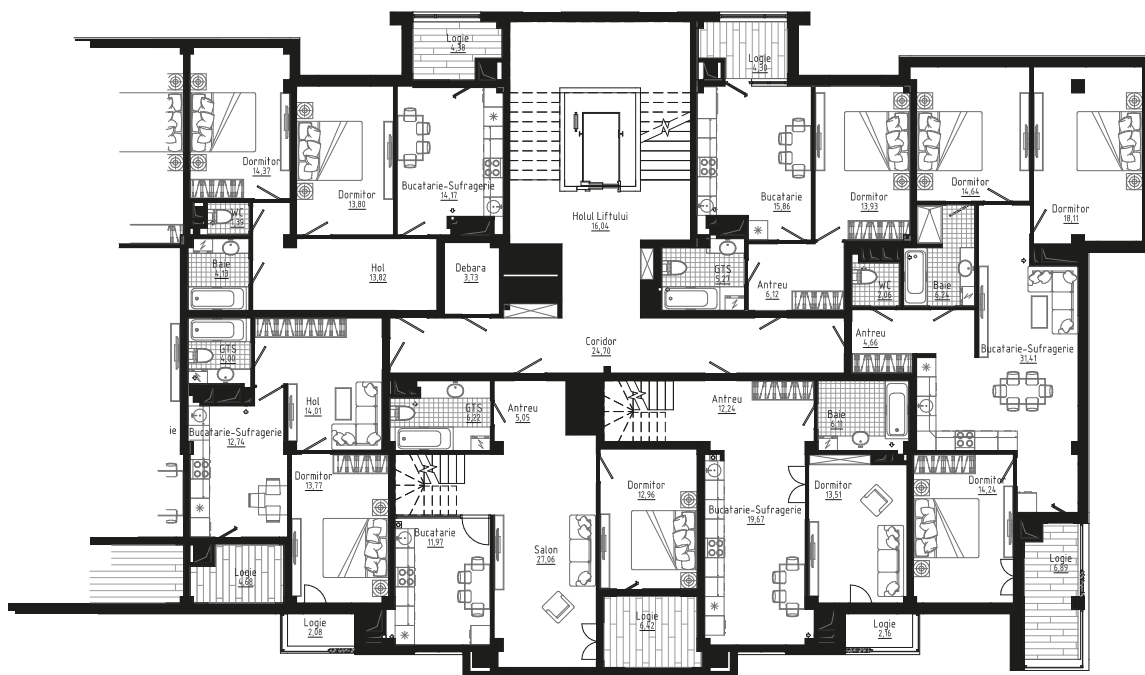 Logie
4,38
Logie
4,30
Dormitor
14,37
Dormitor
13,80
Bucatarie-Sufragerie
14,17
Holul Liftului
16,04
Bucatarie
15,86
Dormitor
13,93
Dormitor
14,64
Dormitor
18,11
WC
1,39
Baie
4,13
Hol
13,82
Debara
3,73
GTS
5,27
Antreu
6,12
WC
2,06
Baie
6,74
GTS
4,00
Hol
14,01
Coridor
24,70
Antreu
4,66
Bucatarie-Sufragerie
31,41
ie
Bucatarie-Sufragerie
12,74
GTS
6,22
Antreu
5,05
Antreu
12,24
Baie
6,11
Dormitor
13,77
Dormitor
12,96
Bucatarie-Sufragerie
19,67
Dormitor
13,51
Dormitor
14,24
Bucatarie
11,97
Salon
27,06
Logie
4,68
Logie
6,89
Logie
2,08
Logie
6,42
Logie
2,16